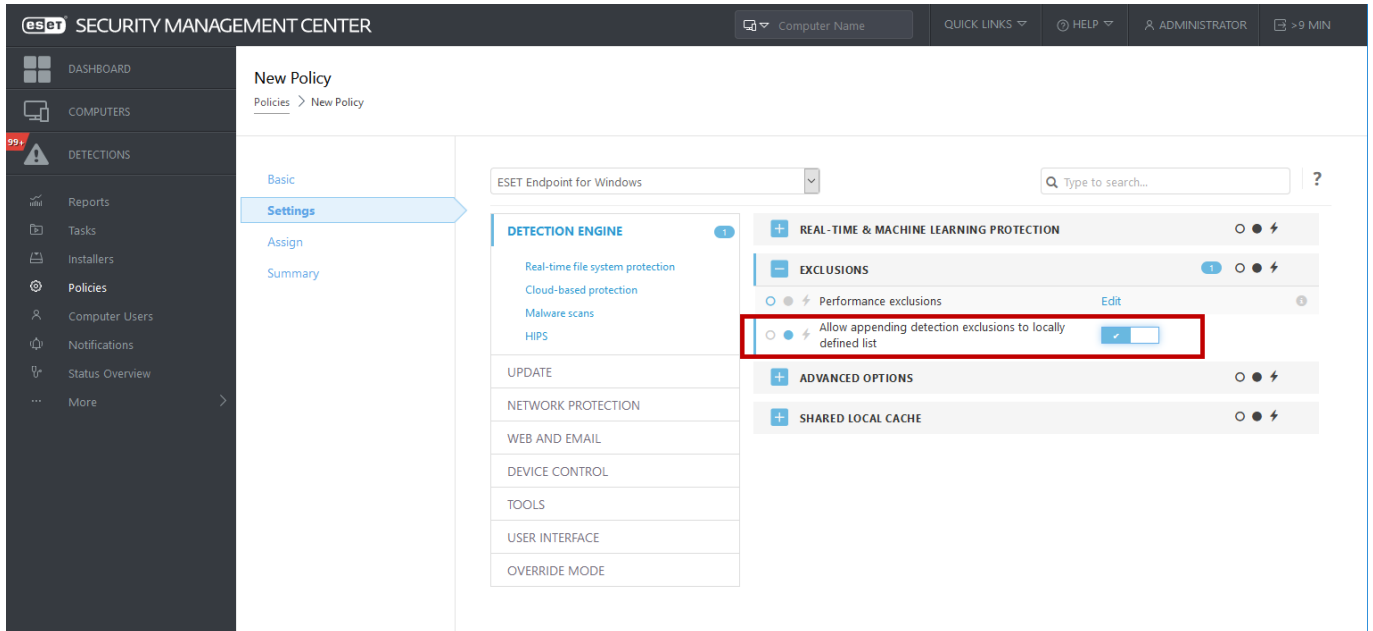 eset SECURITY MANAGEMENT CENTER
Computer Name
QUICK LINKS
HELP
ADMINISTRATOR
>9 MIN
DASHBOARD
COMPUTERS
99+
DETECTIONS
Reports
Tasks
Installers
Policies
Computer Users
Notifications
Status Overview
More
New Policy
Policies > New Policy
Basic
Settings
Assign
Summary
ESET Endpoint for Windows
Type to search...
?
DETECTION ENGINE 1
Real-time file system protection
Cloud-based protection
Malware scans
HIPS
UPDATE
NETWORK PROTECTION
WEB AND EMAIL
DEVICE CONTROL
TOOLS
USER INTERFACE
OVERRIDE MODE
REAL-TIME & MACHINE LEARNING PROTECTION
EXCLUSIONS 1
Performance exclusions Edit
Allow appending detection exclusions to locally
defined list
ADVANCED OPTIONS
SHARED LOCAL CACHE